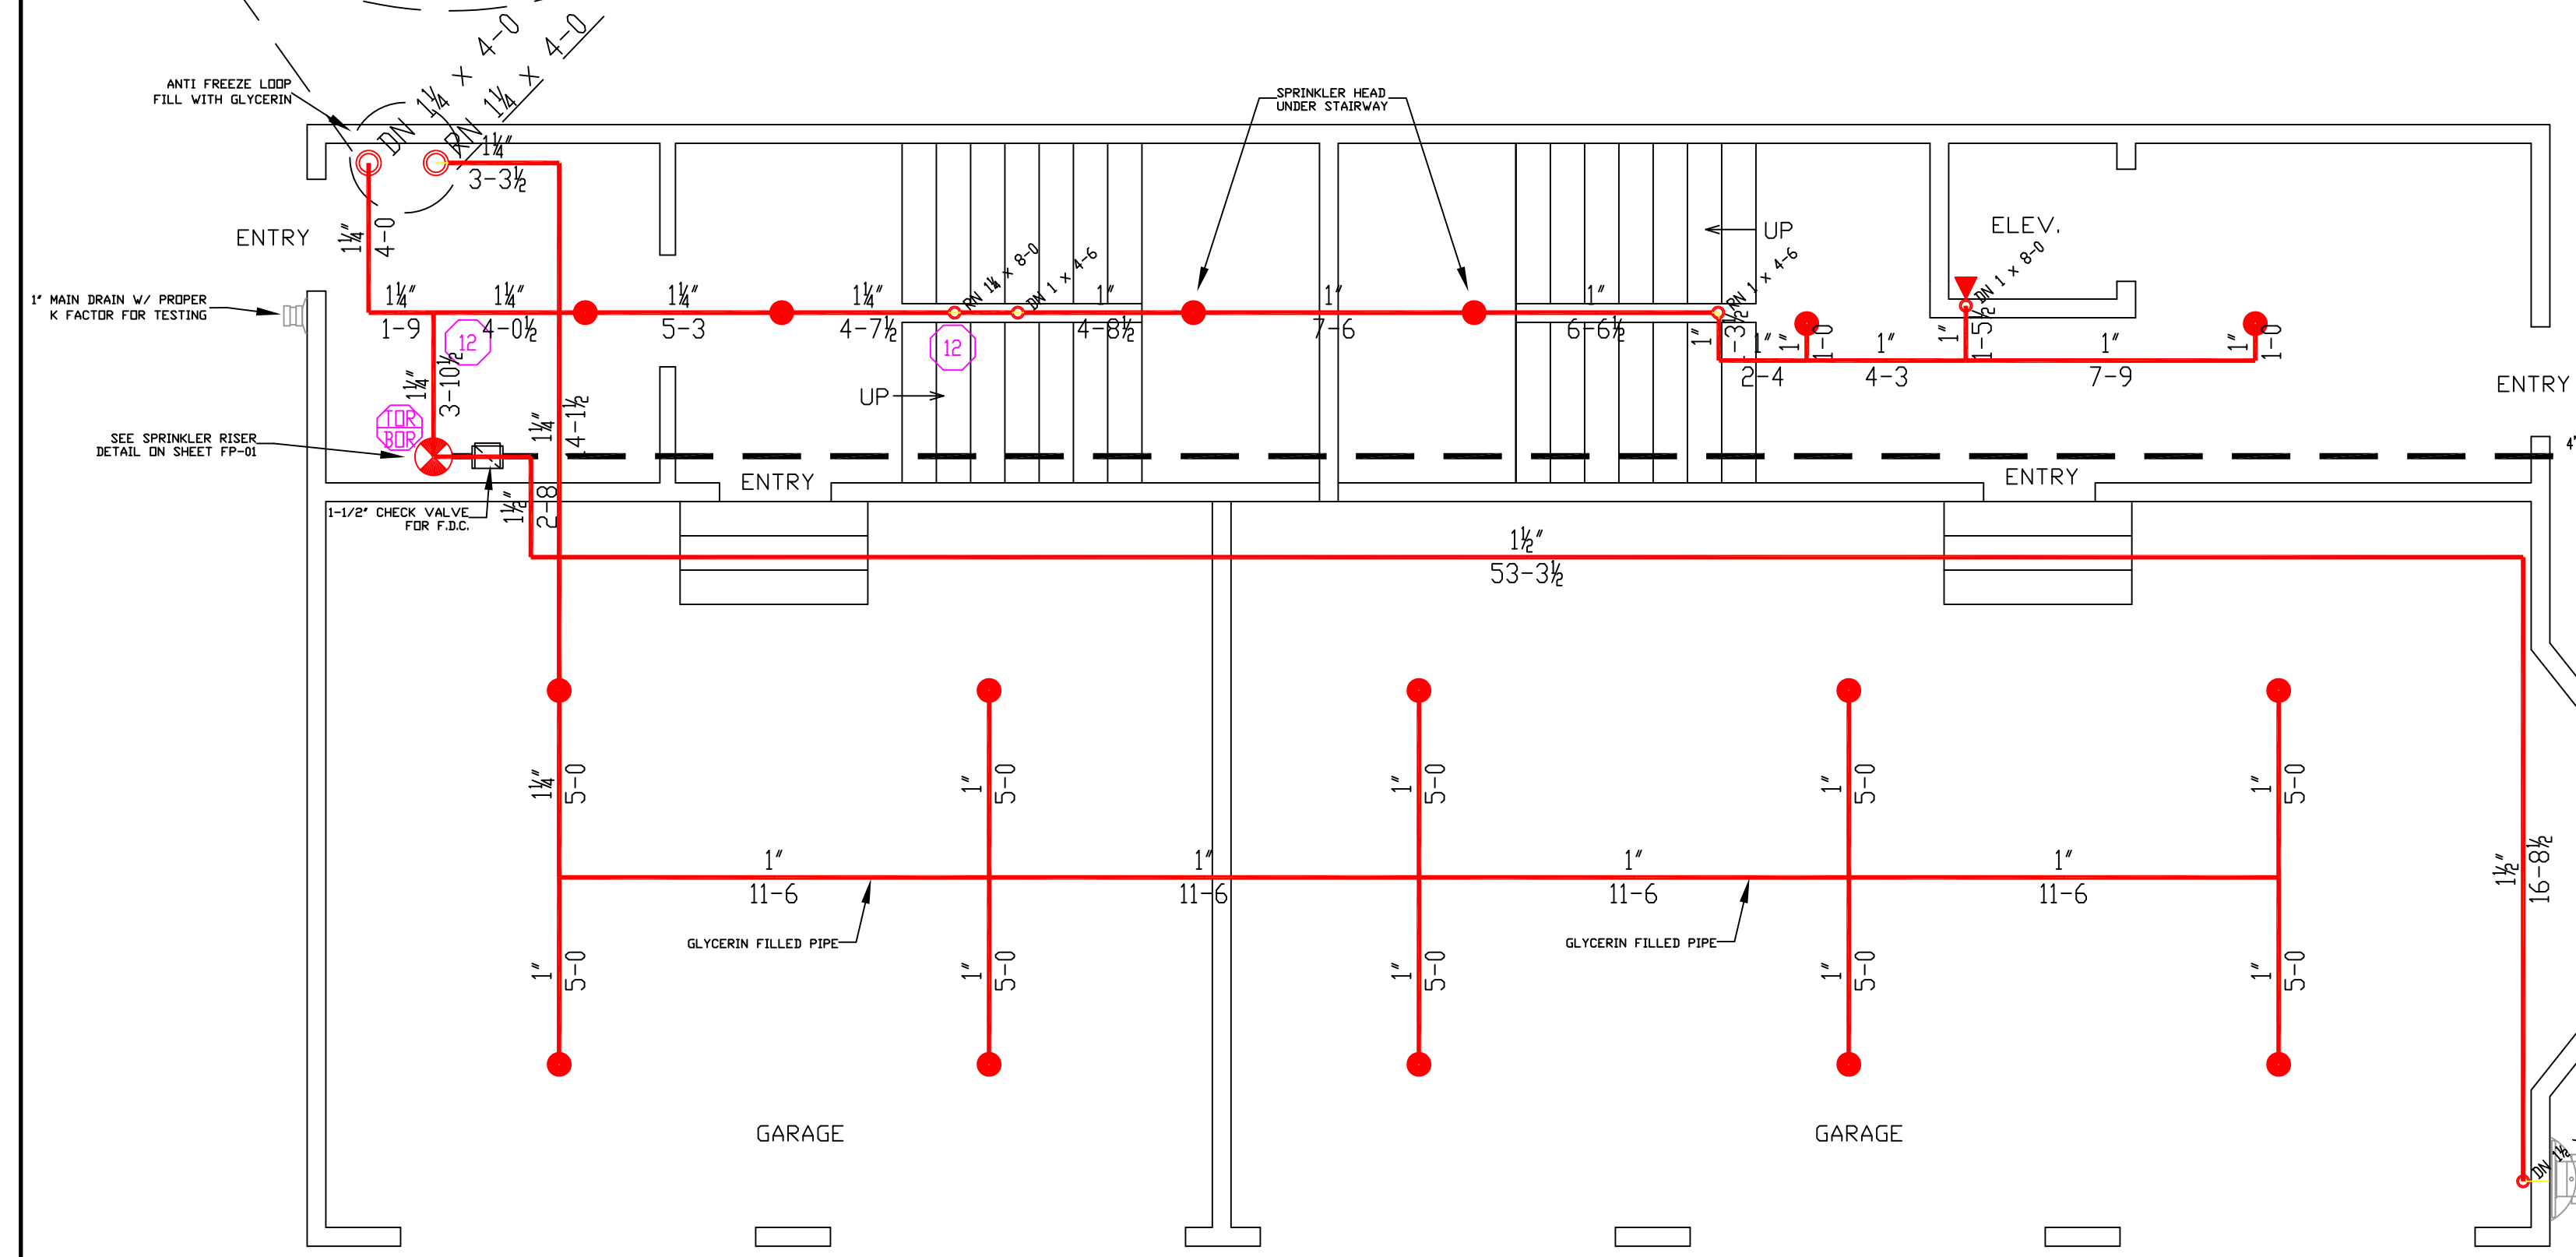 DN 1¼ x 4-0
RN 1¼ x 4-0
ANTI FREEZE LOOP
FILL WITH GLYCERIN
SPRINKLER HEAD
UNDER STAIRWAY
1¼"
3-3½
ENTRY
1¼"
4-0
UP
ELEV.
1" MAIN DRAIN W/ PROPER
K FACTOR FOR TESTING
1¼"
1-9
1¼"
4-0½
1¼"
5-3
1¼"
4-7½
RN 1¼ x 8-0
DN 1 x 4-6
1"
4-8½
1"
7-6
1"
6-6½
RN 1 x 4-6
DN 1 x 8-0
12
12
1"
1"
2-4
1"
1-0
1"
4-3
1"
1-5½
1"
7-9
1"
1-0
1¼"
3-10½
UP
ENTRY
TOR
BOR
1¼"
SEE SPRINKLER RISER
DETAIL ON SHEET FP-01
4"
ENTRY
ENTRY
1-1/2" CHECK VALVE
FOR F.D.C.
1½"
2-8
1½"
53-3½
1¼"
5-0
1"
5-0
1"
5-0
1"
5-0
1"
5-0
1"
11-6
1"
11-6
1"
11-6
1"
11-6
1½"
16-8½
GLYCERIN FILLED PIPE
GLYCERIN FILLED PIPE
1"
5-0
1"
5-0
1"
5-0
1"
5-0
1"
5-0
GARAGE
GARAGE
DN 1½